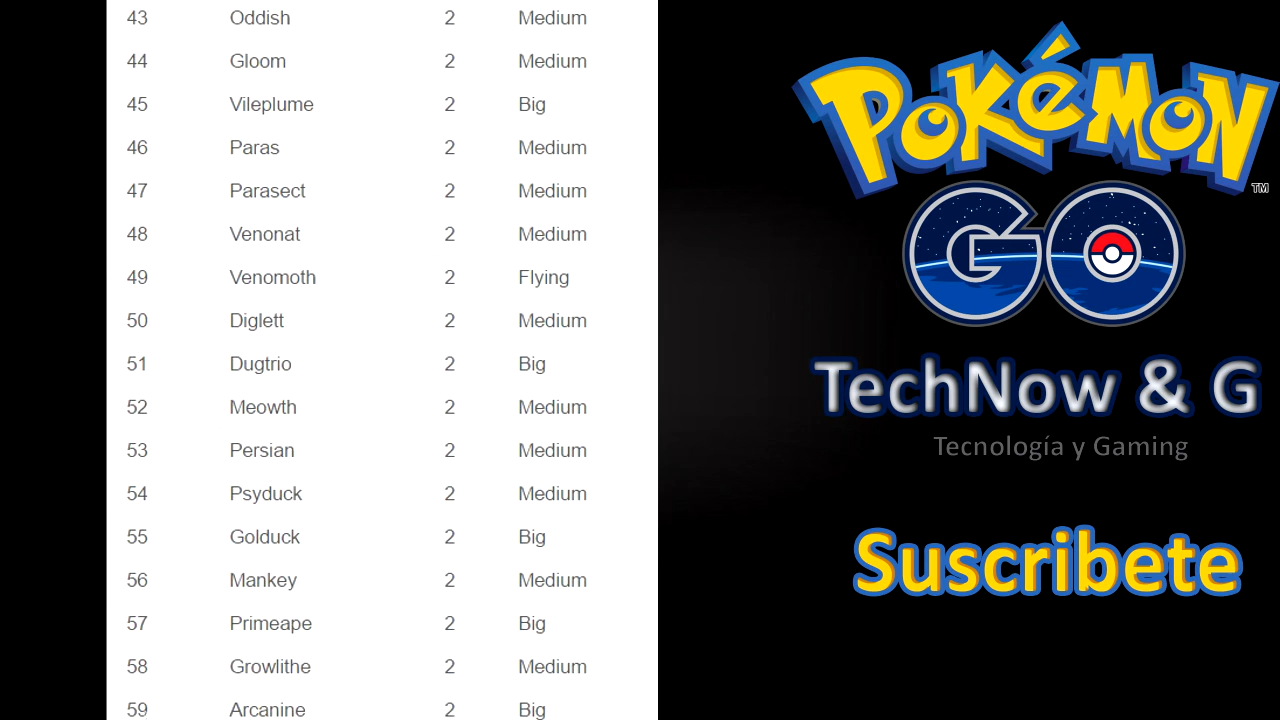 43 Oddish 2 Medium
44 Gloom 2 Medium
45 Vileplume 2 Big
46 Paras 2 Medium
47 Parasect 2 Medium
48 Venonat 2 Medium
49 Venomoth 2 Flying
50 Diglett 2 Medium
51 Dugtrio 2 Big
52 Meowth 2 Medium
53 Persian 2 Medium
54 Psyduck 2 Medium
55 Golduck 2 Big
56 Mankey 2 Medium
57 Primeape 2 Big
58 Growlithe 2 Medium
59 Arcanine 2 Big
POKéMON TM
GO
TechNow & G
Tecnología y Gaming
Suscribete